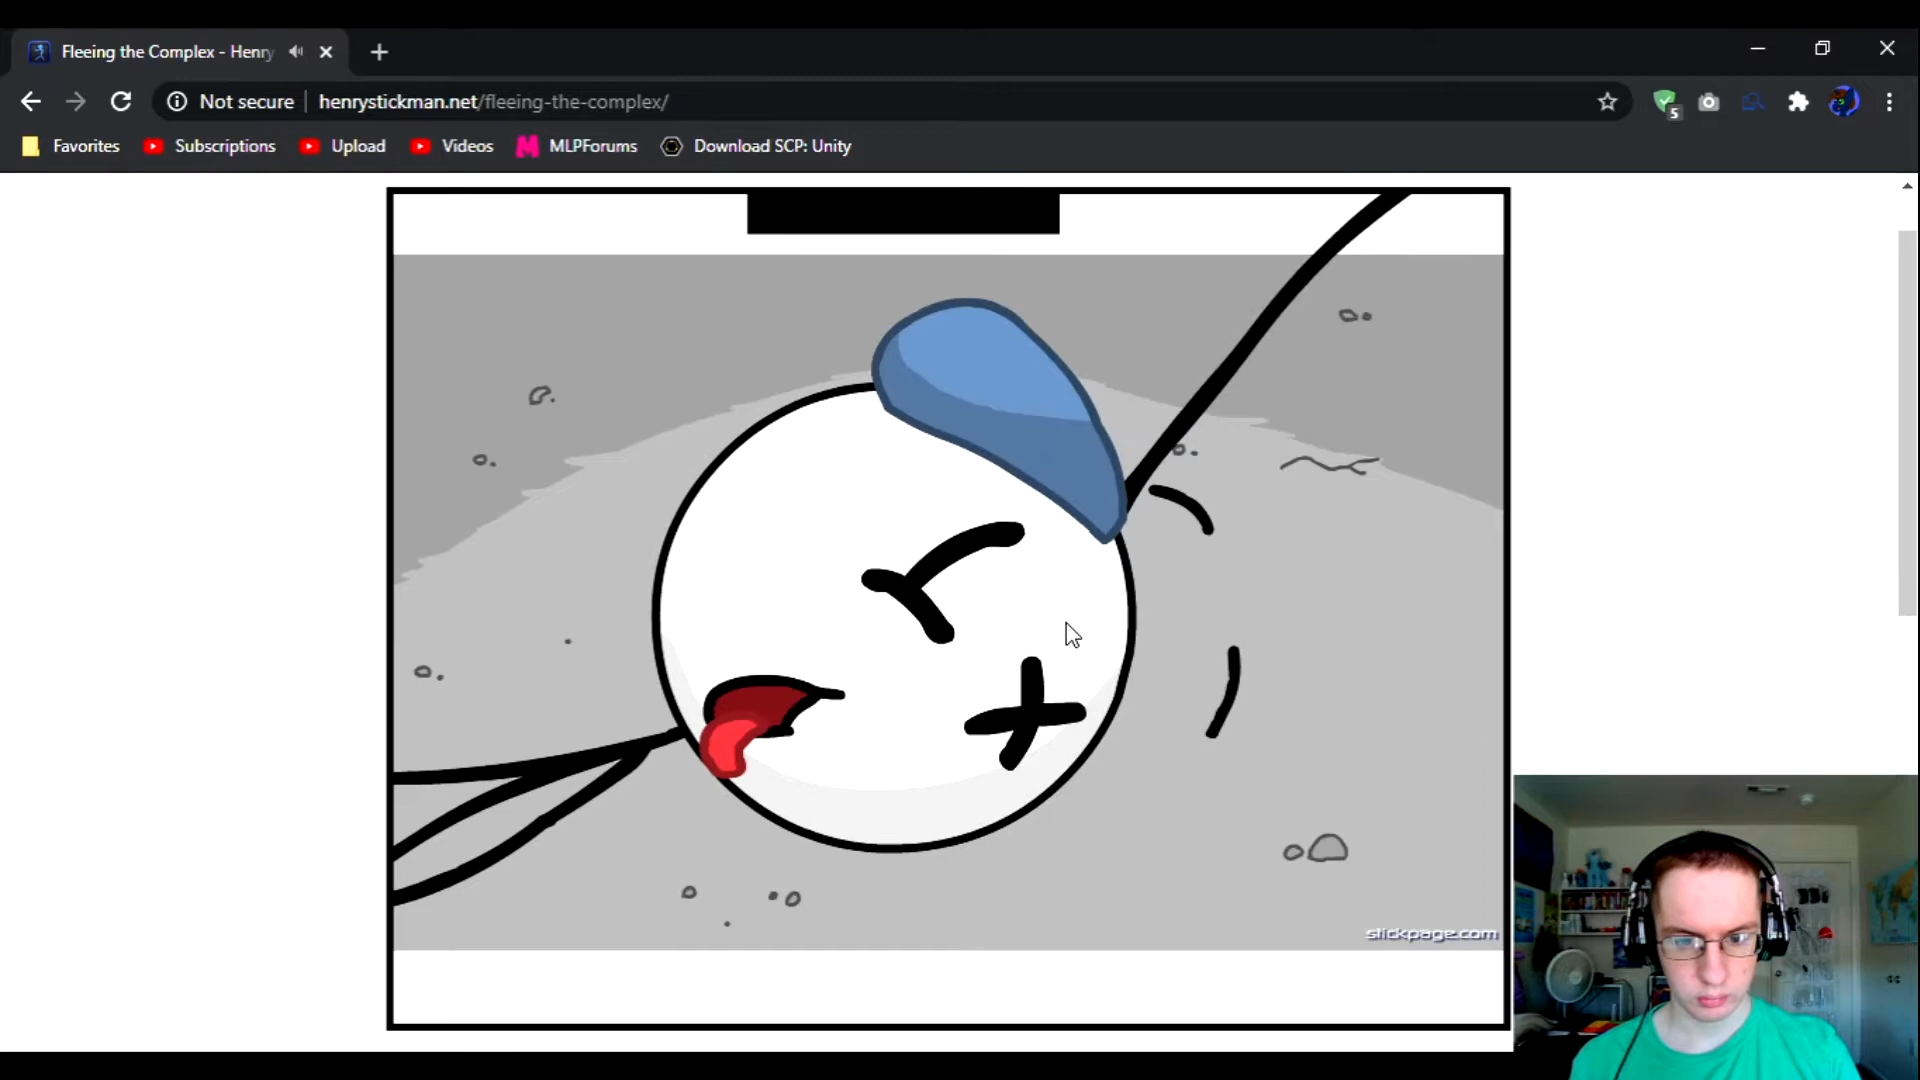 Fleeing the Complex - Henry
Not secure henrystickman.net/fleeing-the-complex/
5
Favorites Subscriptions Upload Videos MLPForums Download SCP: Unity
stickpage.com